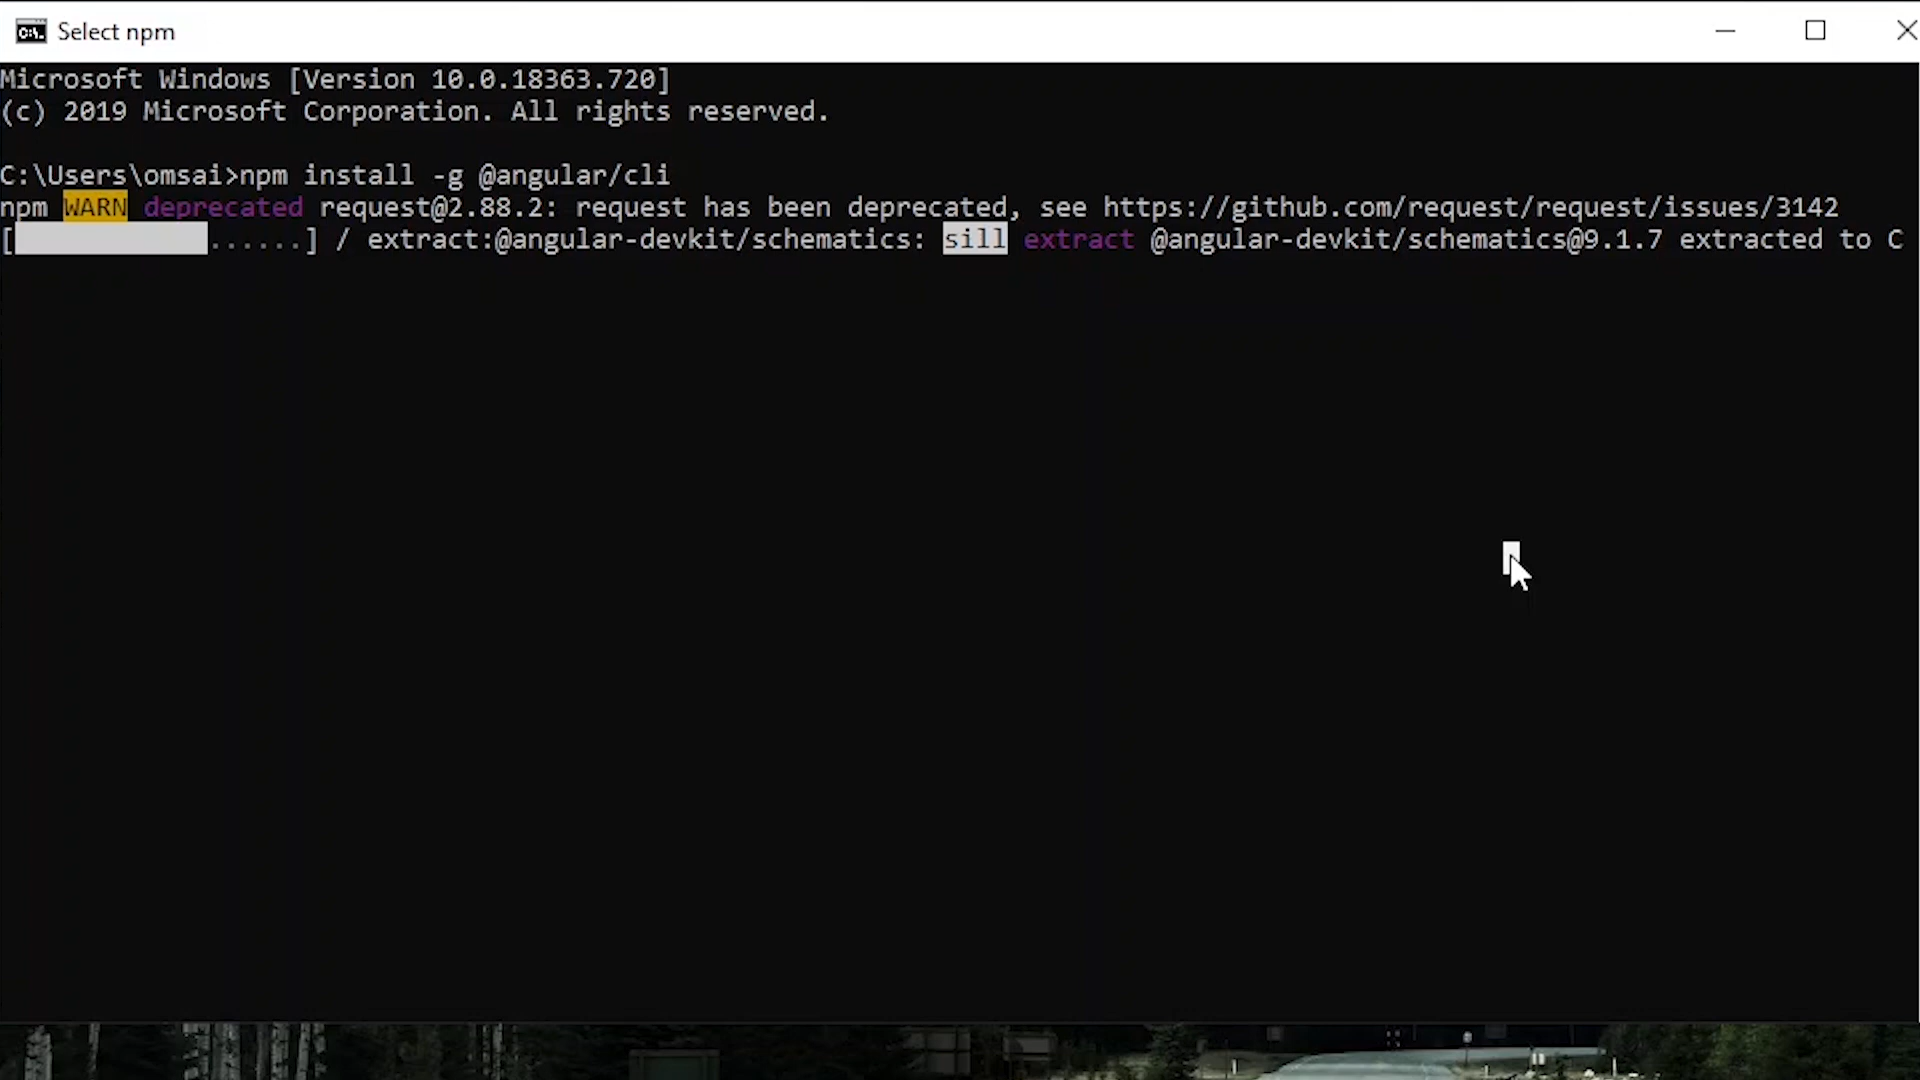 Select npm
Microsoft Windows [Version 10.0.18363.720]
(c) 2019 Microsoft Corporation. All rights reserved.
C:\Users\omsai>npm install -g @angular/cli
npm WARN deprecated request@2.88.2: request has been deprecated, see https://github.com/request/request/issues/3142
[            ......] / extract:@angular-devkit/schematics: sill extract @angular-devkit/schematics@9.1.7 extracted to C